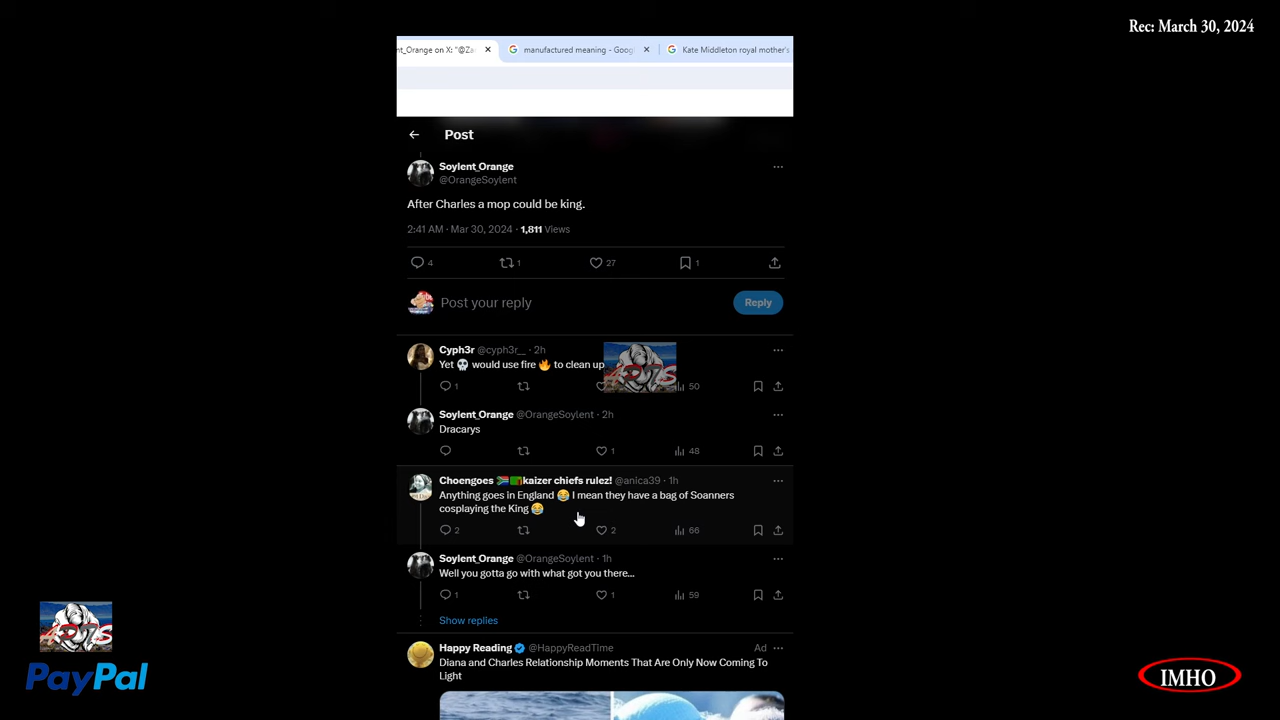 Rec: March 30, 2024
nt_Orange on X: "@Za
manufactured meaning - Goog
Kate Middleton royal mother's
Post
Soylent_Orange
@OrangeSoylent
After Charles a mop could be king.
2:41 AM · Mar 30, 2024 · 1,811 Views
4 1 27 1
Post your reply
Reply
Cyph3r @cyph3r__ · 2h
Yet 💀 would use fire 🔥 to clean up
1 50
Soylent_Orange @OrangeSoylent · 2h
Dracarys
1 48
Choengoes 🇿🇦🇿🇲kaizer chiefs rulez! @anica39 · 1h
Anything goes in England 😂 I mean they have a bag of Soanners
cosplaying the King 😂
2 2 66
Soylent_Orange @OrangeSoylent · 1h
Well you gotta go with what got you there...
1 1 59
Show replies
Happy Reading @HappyReadTime Ad
Diana and Charles Relationship Moments That Are Only Now Coming To
Light
PayPal
IMHO